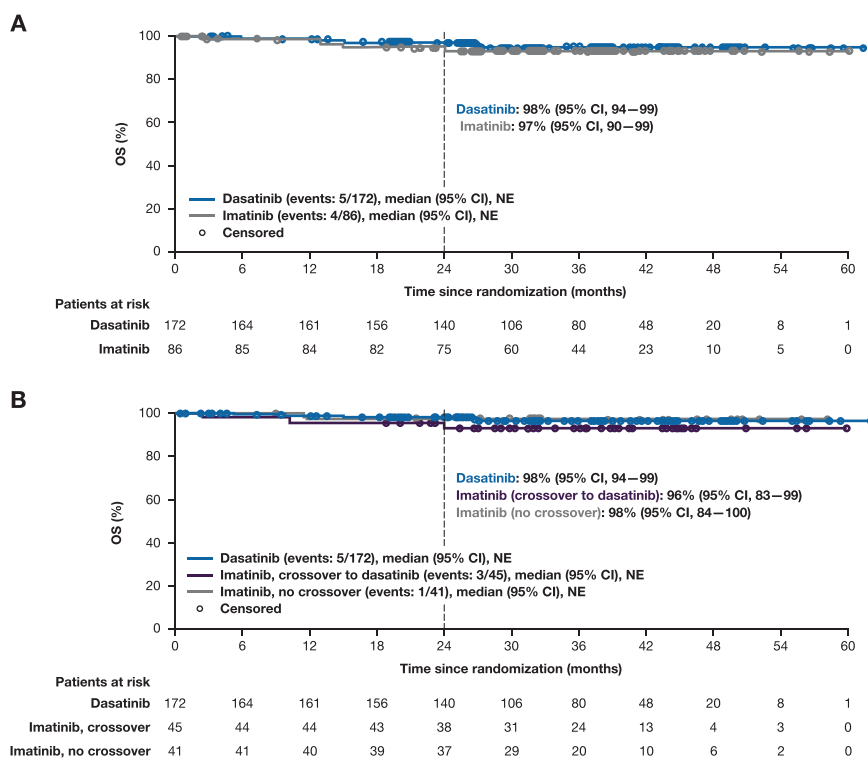 A
100
80
60
40
20
0
OS (%)
Dasatinib: 98% (95% CI, 94—99)
Imatinib: 97% (95% CI, 90—99)
Dasatinib (events: 5/172), median (95% CI), NE
Imatinib (events: 4/86), median (95% CI), NE
Censored
0 6 12 18 24 30 36 42 48 54 60
Time since randomization (months)
Patients at risk
Dasatinib 172 164 161 156 140 106 80 48 20 8 1
Imatinib 86 85 84 82 75 60 44 23 10 5 0
B
100
80
60
40
20
0
OS (%)
Dasatinib: 98% (95% CI, 94—99)
Imatinib (crossover to dasatinib): 96% (95% CI, 83—99)
Imatinib (no crossover): 98% (95% CI, 84—100)
Dasatinib (events: 5/172), median (95% CI), NE
Imatinib, crossover to dasatinib (events: 3/45), median (95% CI), NE
Imatinib, no crossover (events: 1/41), median (95% CI), NE
Censored
0 6 12 18 24 30 36 42 48 54 60
Time since randomization (months)
Patients at risk
Dasatinib 172 164 161 156 140 106 80 48 20 8 1
Imatinib, crossover 45 44 44 43 38 31 24 13 4 3 0
Imatinib, no crossover 41 41 40 39 37 29 20 10 6 2 0